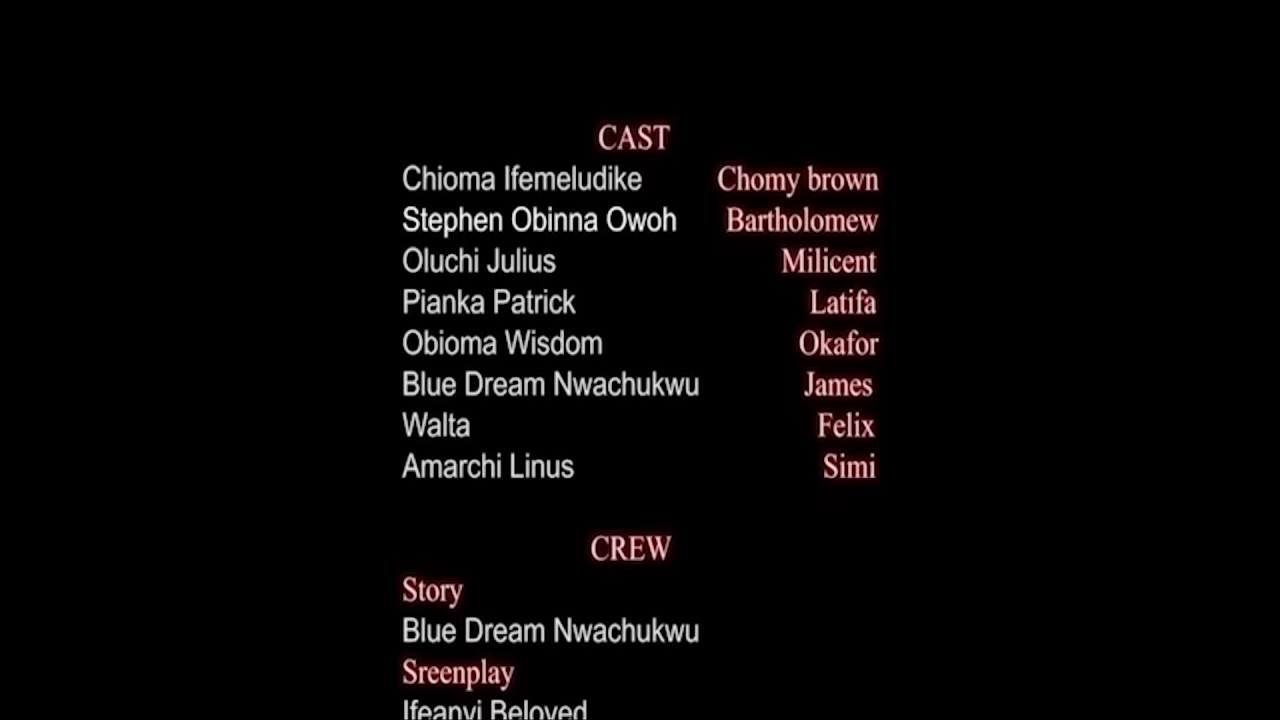 CAST
Chioma Ifemeludike Chomy brown
Stephen Obinna Owoh Bartholomew
Oluchi Julius Milicent
Pianka Patrick Latifa
Obioma Wisdom Okafor
Blue Dream Nwachukwu James
Walta Felix
Amarchi Linus Simi
CREW
Story
Blue Dream Nwachukwu
Sreenplay
Ifeanyi Beloved